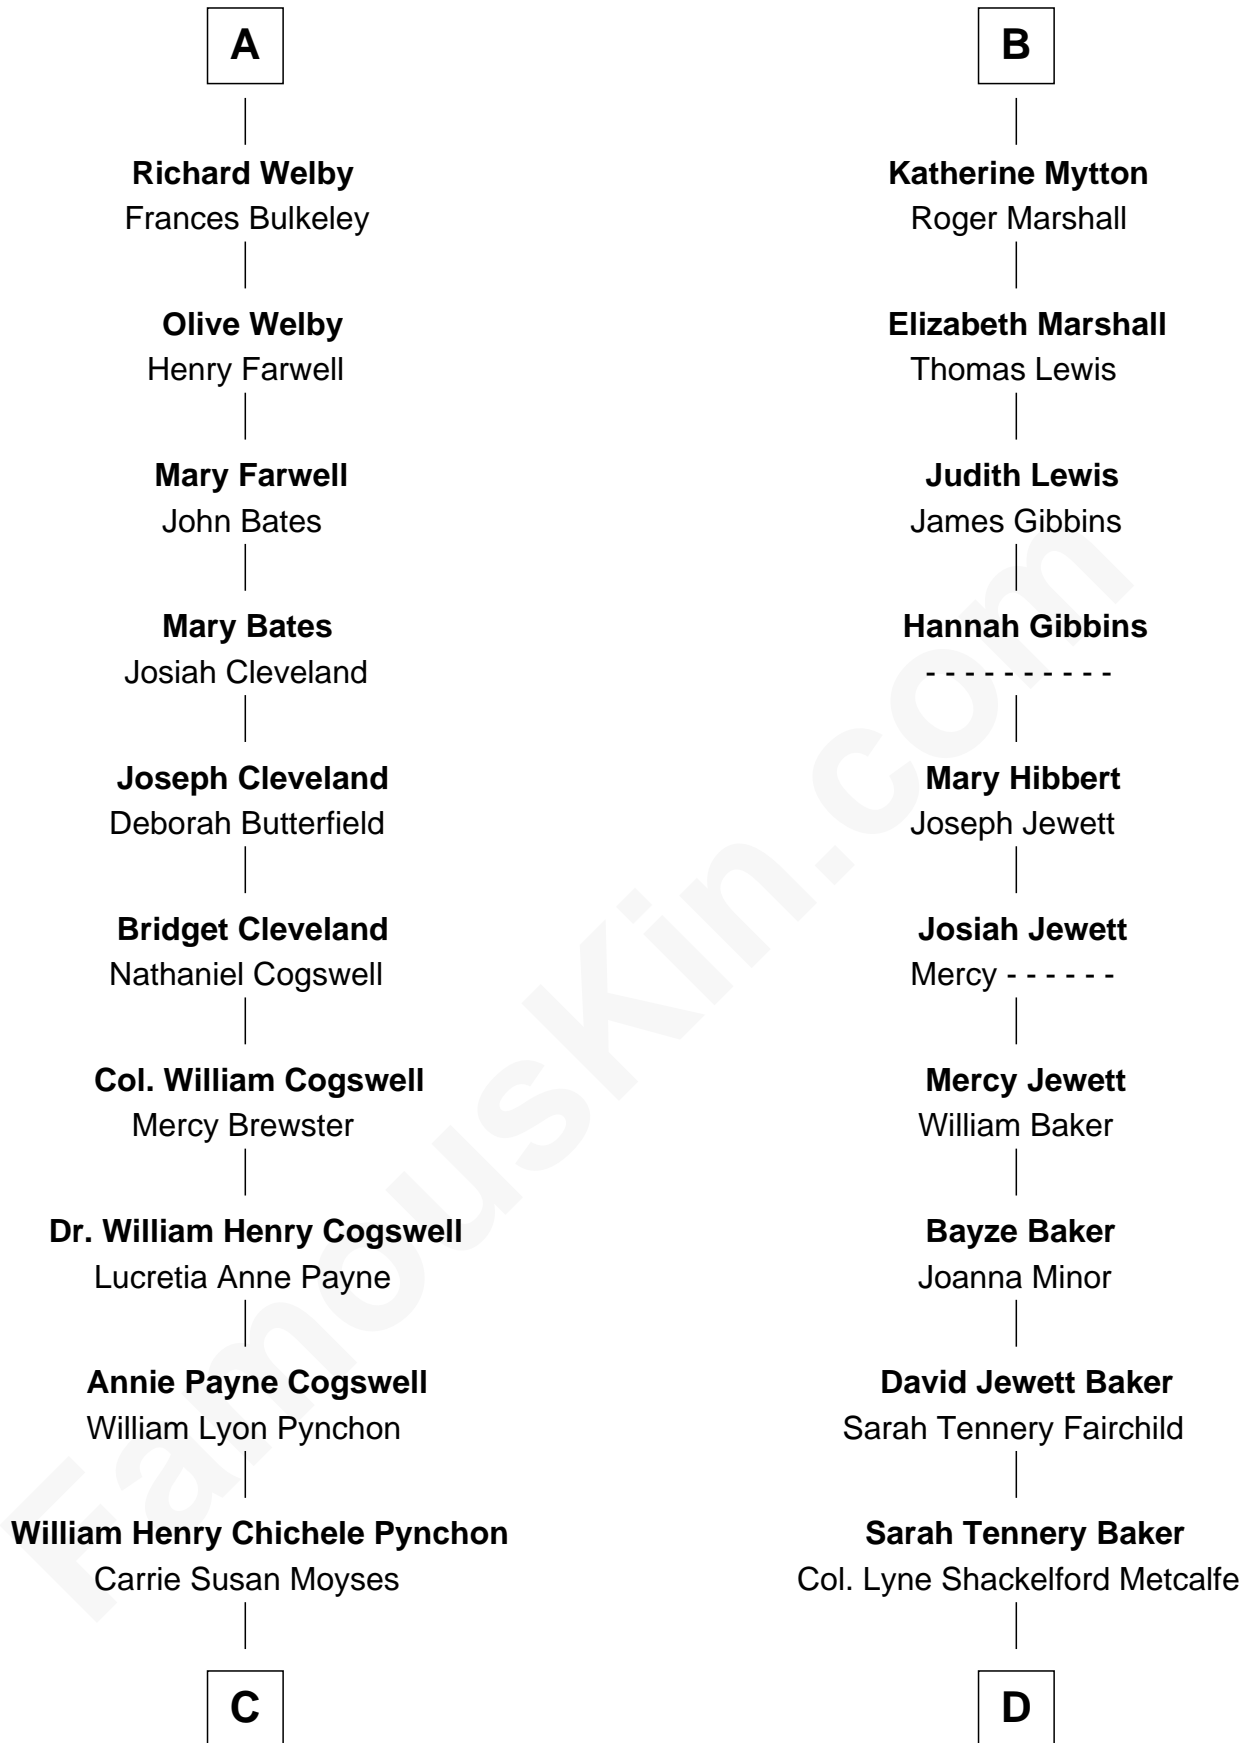 A
Richard Welby
Frances Bulkeley
Olive Welby
Henry Farwell
Mary Farwell
John Bates
Mary Bates
Josiah Cleveland
Joseph Cleveland
Deborah Butterfield
Bridget Cleveland
Nathaniel Cogswell
Col. William Cogswell
Mercy Brewster
Dr. William Henry Cogswell
Lucretia Anne Payne
Annie Payne Cogswell
William Lyon Pynchon
William Henry Chichele Pynchon
Carrie Susan Moyses
C
B
Katherine Mytton
Roger Marshall
Elizabeth Marshall
Thomas Lewis
Judith Lewis
James Gibbins
Hannah Gibbins
- - - - - - - - - -
Mary Hibbert
Joseph Jewett
Josiah Jewett
Mercy - - - - - -
Mercy Jewett
William Baker
Bayze Baker
Joanna Minor
David Jewett Baker
Sarah Tennery Fairchild
Sarah Tennery Baker
Col. Lyne Shackelford Metcalfe
D
FamousKin.com